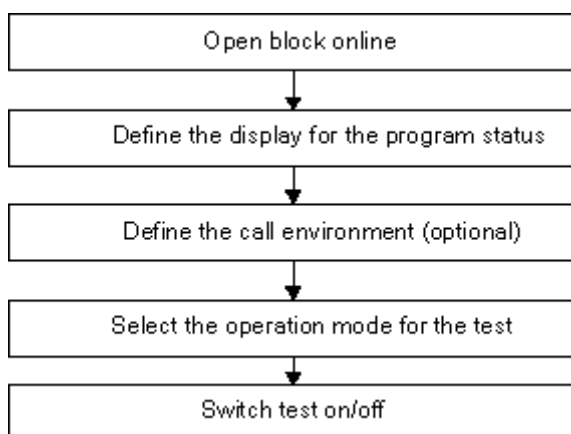 Open block online
Define the display for the program status
Define the call environment (optional)
Select the operation mode for the test
Switch test on/off